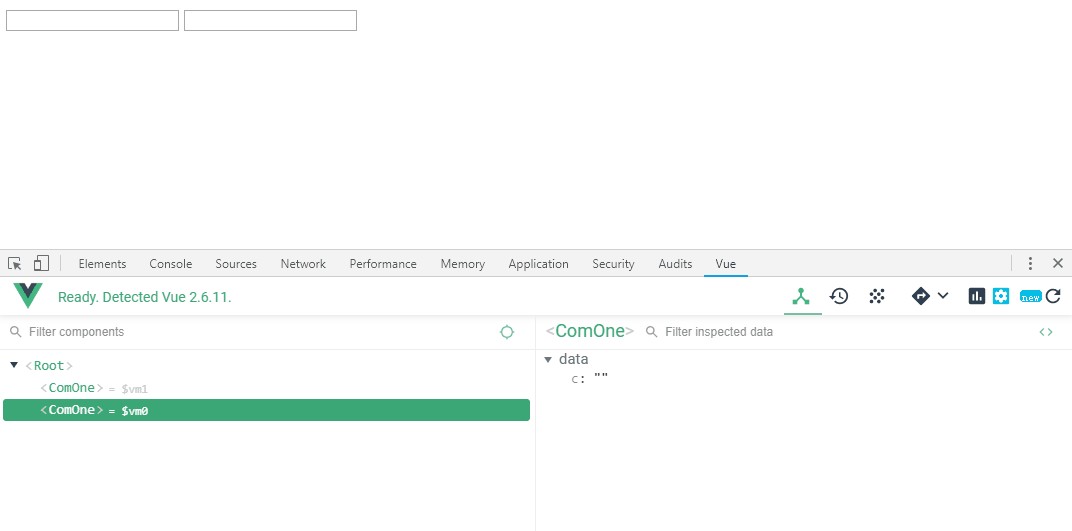 Elements Console Sources Network Performance Memory Application Security Audits Vue
Ready. Detected Vue 2.6.11.
new
Filter components
<ComOne> Filter inspected data
<Root>
<ComOne> = $vm1
<ComOne> = $vm0
data
c: ""